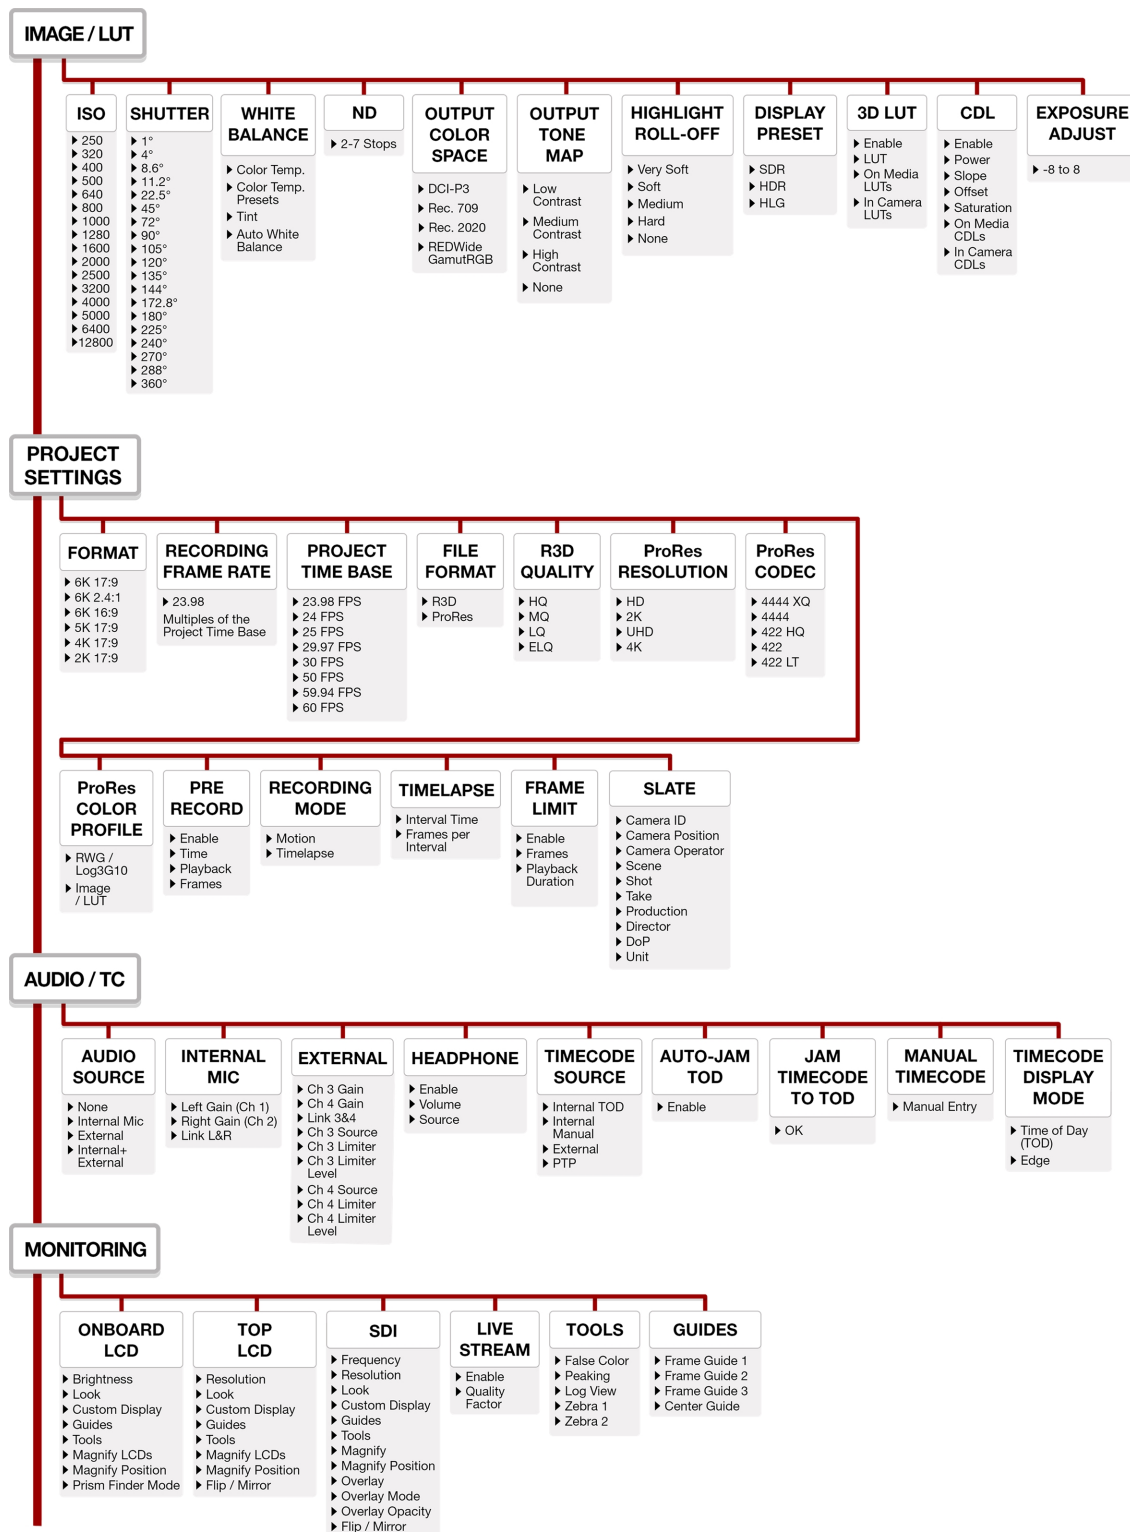 IMAGE / LUT
ISO
250
320
400
500
640
800
1000
1280
1600
2000
2500
3200
4000
5000
6400
12800
SHUTTER
1°
4°
8.6°
11.2°
22.5°
45°
72°
90°
105°
120°
135°
144°
172.8°
180°
225°
240°
270°
288°
360°
WHITE
BALANCE
Color Temp.
Color Temp.
Presets
Tint
Auto White
Balance
ND
2-7 Stops
OUTPUT
COLOR
SPACE
DCI-P3
Rec. 709
Rec. 2020
REDWide
GamutRGB
OUTPUT
TONE
MAP
Low
Contrast
Medium
Contrast
High
Contrast
None
HIGHLIGHT
ROLL-OFF
Very Soft
Soft
Medium
Hard
None
DISPLAY
PRESET
SDR
HDR
HLG
3D LUT
Enable
LUT
On Media
LUTs
In Camera
LUTs
CDL
Enable
Power
Slope
Offset
Saturation
On Media
CDLs
In Camera
CDLs
EXPOSURE
ADJUST
-8 to 8
PROJECT
SETTINGS
FORMAT
6K 17:9
6K 2.4:1
6K 16:9
5K 17:9
4K 17:9
2K 17:9
RECORDING
FRAME RATE
23.98
Multiples of the
Project Time Base
PROJECT
TIME BASE
23.98 FPS
24 FPS
25 FPS
29.97 FPS
30 FPS
50 FPS
59.94 FPS
60 FPS
FILE
FORMAT
R3D
ProRes
R3D
QUALITY
HQ
MQ
LQ
ELQ
ProRes
RESOLUTION
HD
2K
UHD
4K
ProRes
CODEC
4444 XQ
4444
422 HQ
422
422 LT
ProRes
COLOR
PROFILE
RWG /
Log3G10
Image
/ LUT
PRE
RECORD
Enable
Time
Playback
Frames
RECORDING
MODE
Motion
Timelapse
TIMELAPSE
Interval Time
Frames per
Interval
FRAME
LIMIT
Enable
Frames
Playback
Duration
SLATE
Camera ID
Camera Position
Camera Operator
Scene
Shot
Take
Production
Director
DoP
Unit
AUDIO / TC
AUDIO
SOURCE
None
Internal Mic
External
Internal+
External
INTERNAL
MIC
Left Gain (Ch 1)
Right Gain (Ch 2)
Link L&R
EXTERNAL
Ch 3 Gain
Ch 4 Gain
Link 3&4
Ch 3 Source
Ch 3 Limiter
Ch 3 Limiter
Level
Ch 4 Source
Ch 4 Limiter
Ch 4 Limiter
Level
HEADPHONE
Enable
Volume
Source
TIMECODE
SOURCE
Internal TOD
Internal
Manual
External
PTP
AUTO-JAM
TOD
Enable
JAM
TIMECODE
TO TOD
OK
MANUAL
TIMECODE
Manual Entry
TIMECODE
DISPLAY
MODE
Time of Day
(TOD)
Edge
MONITORING
ONBOARD
LCD
Brightness
Look
Custom Display
Guides
Tools
Magnify LCDs
Magnify Position
Prism Finder Mode
TOP
LCD
Resolution
Look
Custom Display
Guides
Tools
Magnify LCDs
Magnify Position
Flip / Mirror
SDI
Frequency
Resolution
Look
Custom Display
Guides
Tools
Magnify
Magnify Position
Overlay
Overlay Mode
Overlay Opacity
Flip / Mirror
LIVE
STREAM
Enable
Quality
Factor
TOOLS
False Color
Peaking
Log View
Zebra 1
Zebra 2
GUIDES
Frame Guide 1
Frame Guide 2
Frame Guide 3
Center Guide